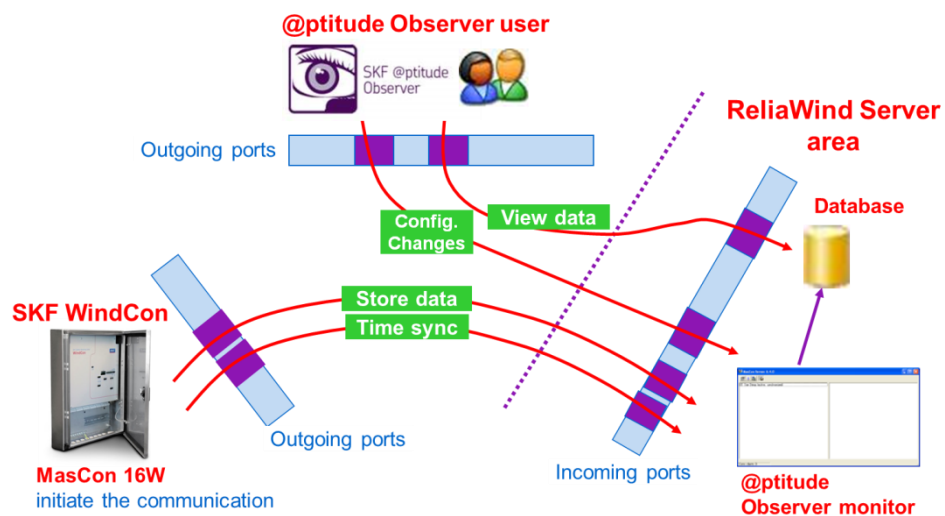 @ptitude Observer user
SKF @ptitude
Observer
ReliaWind Server
area
Outgoing ports
Database
Config.
Changes
View data
SKF WindCon
Store data
Time sync
Outgoing ports
Incoming ports
MasCon 16W
initiate the communication
@ptitude
Observer monitor